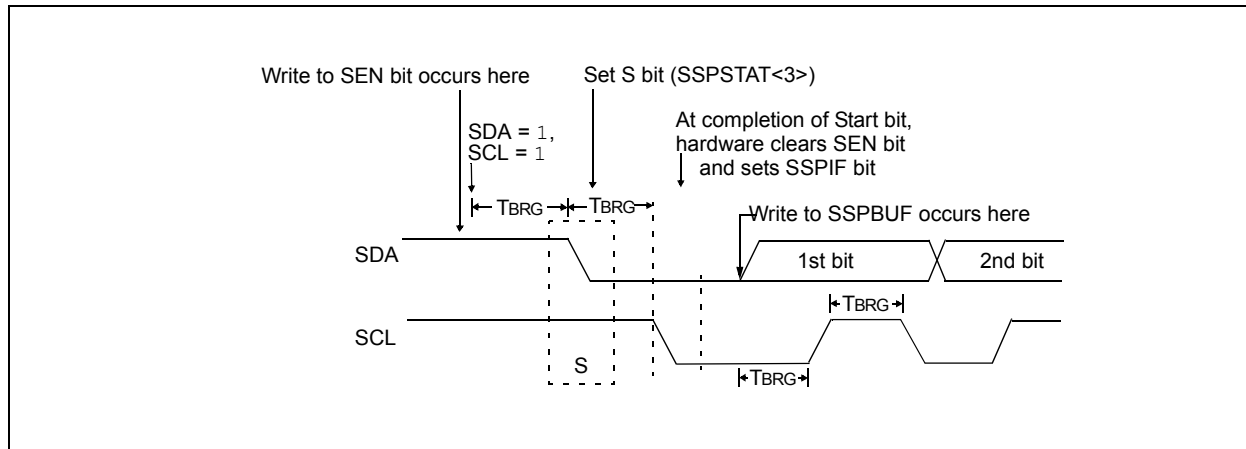 Write to SEN bit occurs here
Set S bit (SSPSTAT<3>)
SDA = 1,
SCL = 1
At completion of Start bit,
hardware clears SEN bit
and sets SSPIF bit
TBRG
TBRG
Write to SSPBUF occurs here
SDA
1st bit
2nd bit
TBRG
SCL
S
TBRG